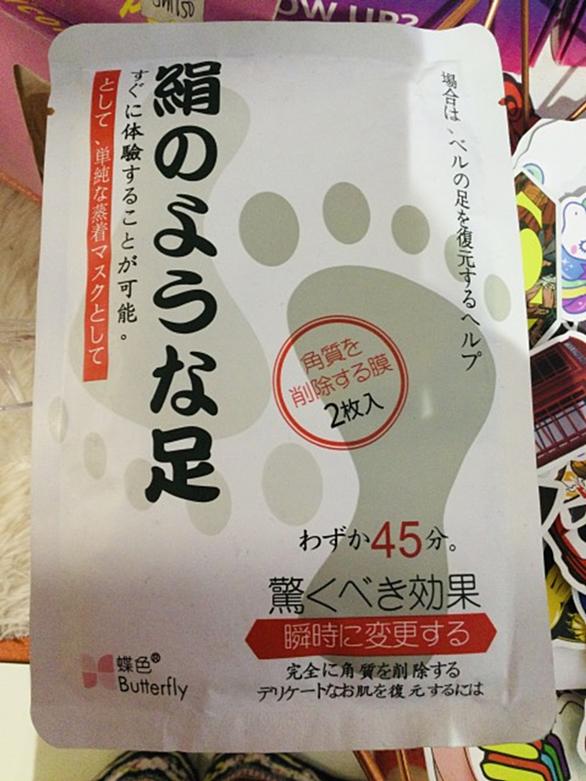 OW UP?
場合は、ベルの足を復元するヘルプ
絹のような足
すぐに体験することが可能。
として、単純な蒸着マスクとして
角質を
削除する膜
2枚入
わずか45分。
驚くべき効果
瞬時に変更する
完全に角質を削除する
デリケートなお肌を復元するには
蝶色®
Butterfly